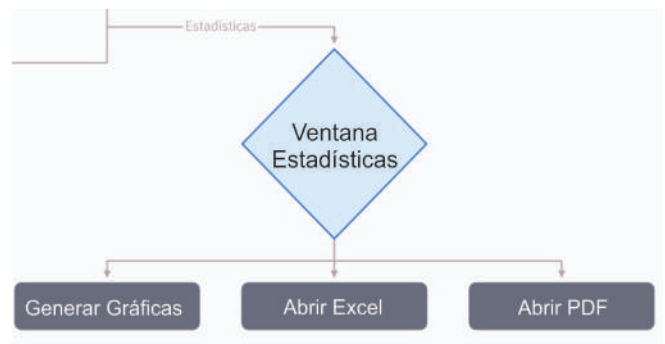 Estadísticas
Ventana
Estadísticas
Generar Gráficas
Abrir Excel
Abrir PDF